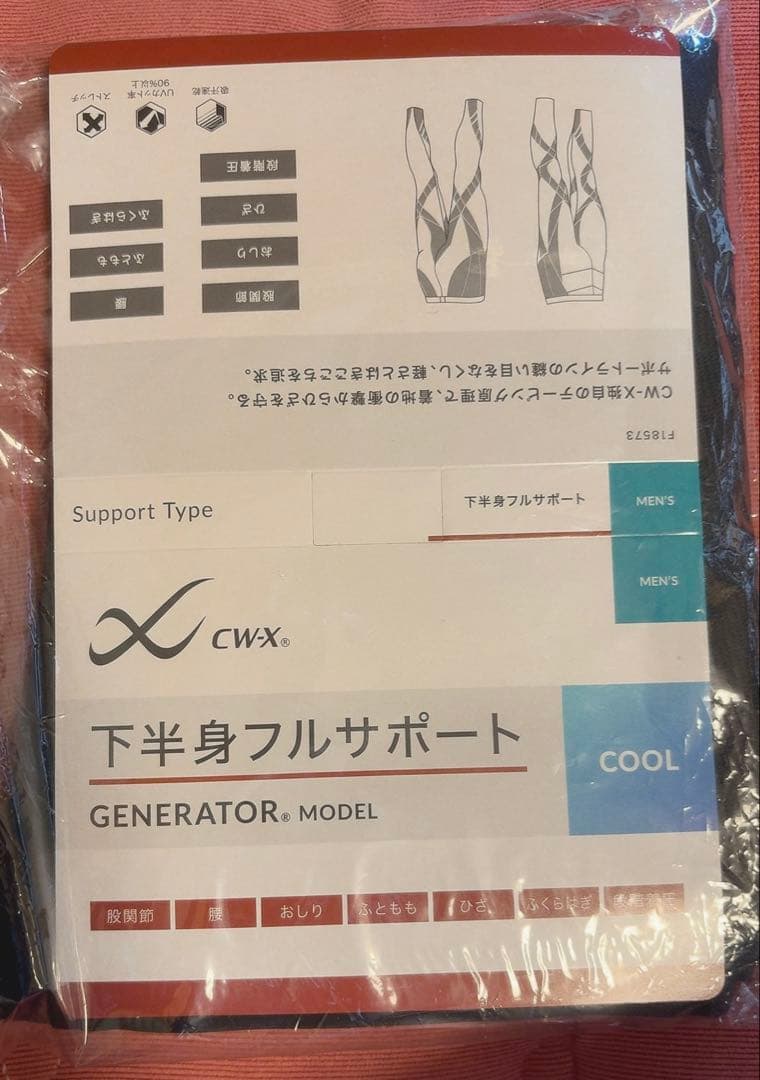 ストレッチ
UVカット率
90%以上
吸汗速乾
股関節
腰
おしり
ふともも
ひざ
ふくらはぎ
段階着圧
F18573
CW-X独自のテーピング原理で、着地の衝撃からひざを守る。
サポートラインの縫い目をなくし、軽さとはきごこちを追求。
Support Type
下半身フルサポート
MEN'S
MEN'S
CW-X®
下半身フルサポート
COOL
GENERATOR® MODEL
股関節
腰
おしり
ふともも
ひざ
ふくらはぎ
段階着圧